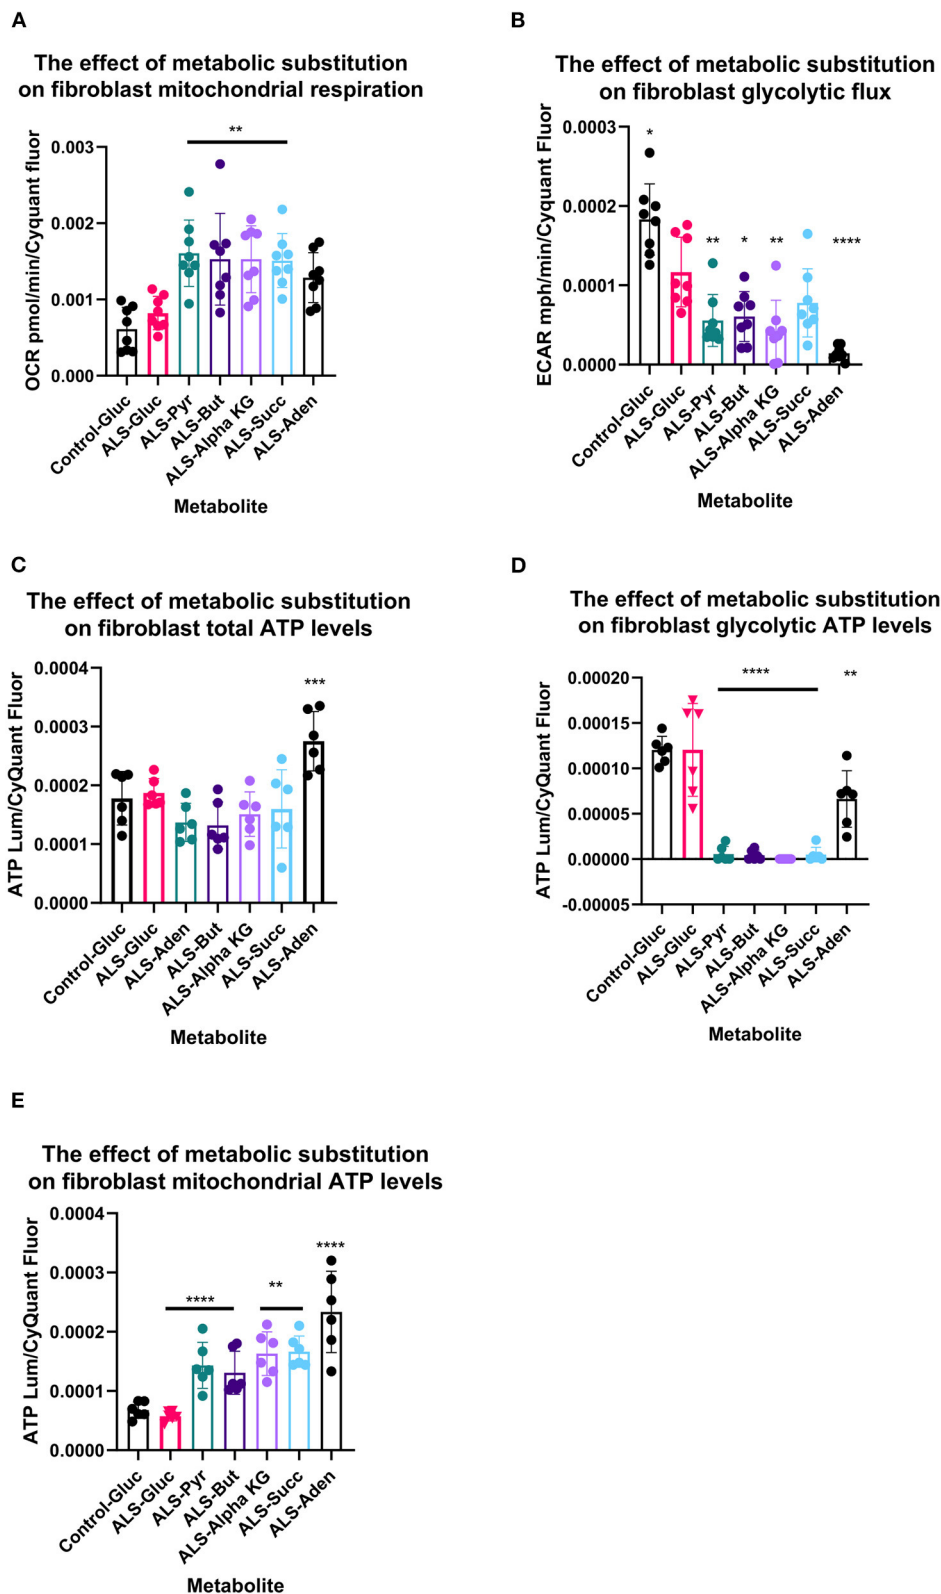 A
The effect of metabolic substitution
on fibroblast mitochondrial respiration
**
OCR pmol/min/Cyquant fluor
0.003
0.002
0.001
0.000
Control-Gluc
ALS-Gluc
ALS-Pyr
ALS-But
ALS-Alpha KG
ALS-Succ
ALS-Aden
Metabolite
B
The effect of metabolic substitution
on fibroblast glycolytic flux
ECAR mph/min/Cyquant Fluor
0.0003
0.0002
0.0001
0.0000
*
**
*
**
****
Control-Gluc
ALS-Gluc
ALS-Pyr
ALS-But
ALS-Alpha KG
ALS-Succ
ALS-Aden
Metabolite
C
The effect of metabolic substitution
on fibroblast total ATP levels
ATP Lum/CyQuant Fluor
0.0004
0.0003
0.0002
0.0001
0.0000
***
Control-Gluc
ALS-Gluc
ALS-Aden
ALS-But
ALS-Alpha KG
ALS-Succ
ALS-Aden
Metabolite
D
The effect of metabolic substitution
on fibroblast glycolytic ATP levels
ATP Lum/CyQuant Fluor
0.00020
0.00015
0.00010
0.00005
0.00000
-0.00005
****
**
Control-Gluc
ALS-Gluc
ALS-Pyr
ALS-But
ALS-Alpha KG
ALS-Succ
ALS-Aden
Metabolite
E
The effect of metabolic substitution
on fibroblast mitochondrial ATP levels
ATP Lum/CyQuant Fluor
0.0004
0.0003
0.0002
0.0001
0.0000
****
**
****
Control-Gluc
ALS-Gluc
ALS-Pyr
ALS-But
ALS-Alpha KG
ALS-Succ
ALS-Aden
Metabolite